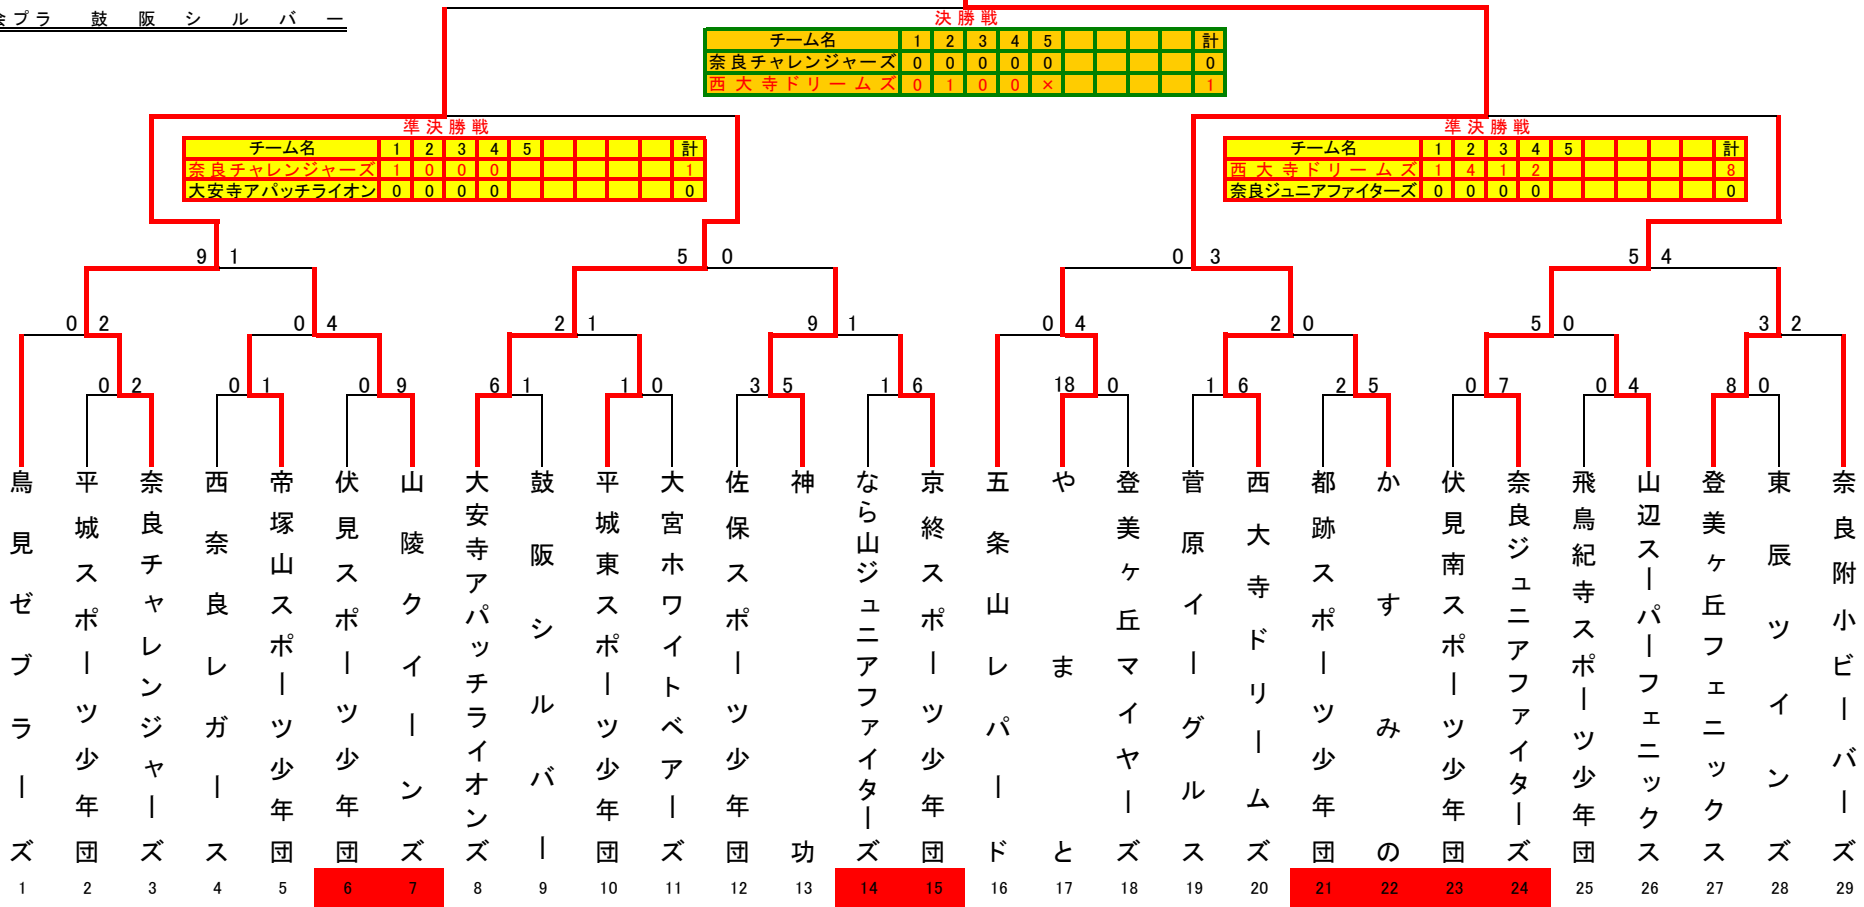 会プラ 鼓阪シルバー
決勝戦
チーム名 1 2 3 4 5 計
奈良チャレンジャーズ 0 0 0 0 0 0
西大寺ドリームズ 0 1 0 0 × 1
準決勝戦
チーム名 1 2 3 4 5 計
奈良チャレンジャーズ 1 0 0 0 1
大安寺アパッチライオン 0 0 0 0 0
準決勝戦
チーム名 1 2 3 4 5 計
西大寺ドリームズ 1 4 1 2 8
奈良ジュニアファイターズ 0 0 0 0 0
9 1 5 0 0 3 5 4
0 2 0 4 2 1 9 1 0 4 2 0 5 0 3 2
0 2 0 1 0 9 6 1 1 0 3 5 1 6 18 0 1 6 2 5 0 7 0 4 8 0
鳥見ゼブラーズ
平城スポーツ少年団
奈良チャレンジャーズ
西奈良レガース
帝塚山スポーツ少年団
伏見スポーツ少年団
山陵クイーンズ
大安寺アパッチライオンズ
鼓阪シルバー
平城東スポーツ少年団
大宮ホワイトベアーズ
佐保スポーツ少年団
神功
なら山ジュニアファイターズ
京終スポーツ少年団
五条山レパード
やまと
登美ヶ丘マイヤーズ
菅原イーグルス
西大寺ドリームズ
都跡スポーツ少年団
かすみの
伏見南スポーツ少年団
奈良ジュニアファイターズ
飛鳥紀寺スポーツ少年団
山辺スーパーフェニックス
登美ヶ丘フェニックス
東辰ツインズ
奈良附小ビーバーズ
1 2 3 4 5 6 7 8 9 10 11 12 13 14 15 16 17 18 19 20 21 22 23 24 25 26 27 28 29